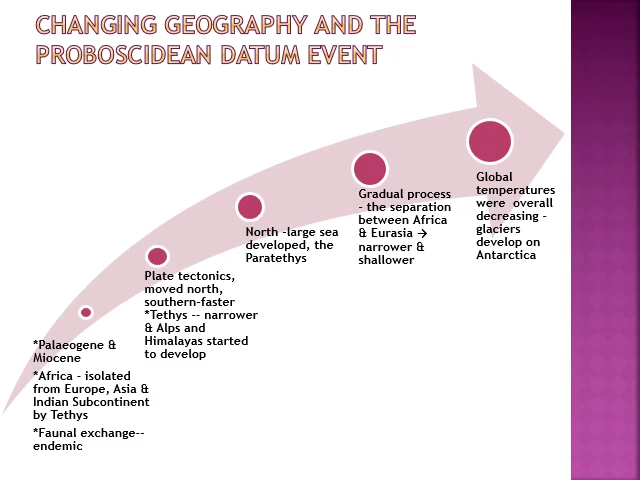 CHANGING GEOGRAPHY AND THE
PROBOSCIDEAN DATUM EVENT
*Palaeogene &
Miocene
*Africa - isolated
from Europe, Asia &
Indian Subcontinent
by Tethys
*Faunal exchange--
endemic
Plate tectonics,
moved north,
southern-faster
*Tethys -- narrower
& Alps and
Himalayas started
to develop
North -large sea
developed, the
Paratethys
Gradual process
- the separation
between Africa
& Eurasia →
narrower &
shallower
Global
temperatures
were overall
decreasing -
glaciers
develop on
Antarctica